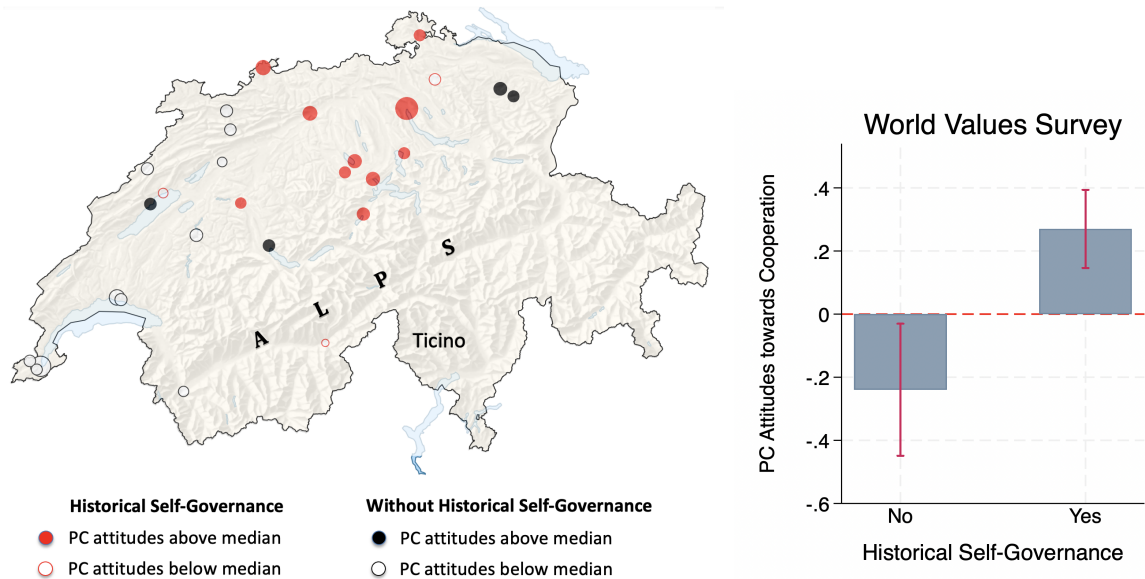 A L P S
Ticino
Historical Self-Governance
PC attitudes above median
PC attitudes below median
Without Historical Self-Governance
PC attitudes above median
PC attitudes below median
World Values Survey
PC Attitudes towards Cooperation
.4
.2
0
-.2
-.4
-.6
No Yes
Historical Self-Governance